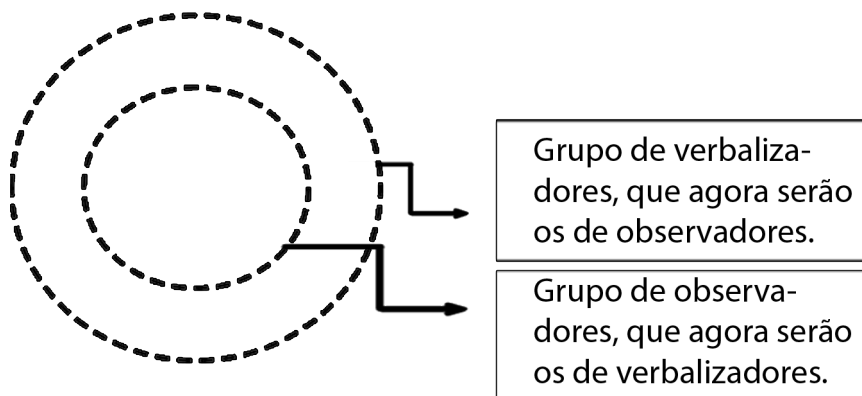 Grupo de verbaliza-
dores, que agora serão
os de observadores.
Grupo de observa-
dores, que agora serão
os de verbalizadores.